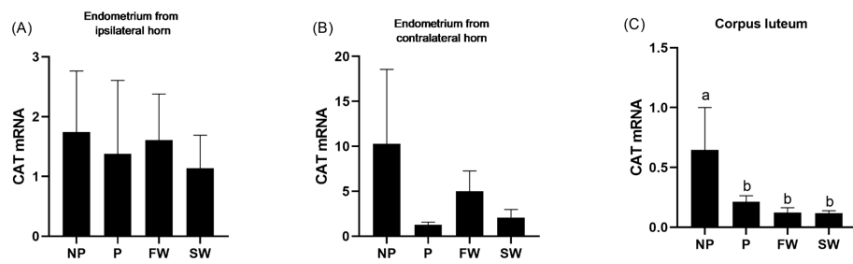 (A)
Endometrium from
ipsilateral horn
CAT mRNA
3
2
1
0
NP P FW SW
(B)
Endometrium from
contralateral horn
CAT mRNA
20
15
10
5
0
NP P FW SW
(C)
Corpus luteum
CAT mRNA
1.5
1.0
0.5
0.0
a
b b b
NP P FW SW